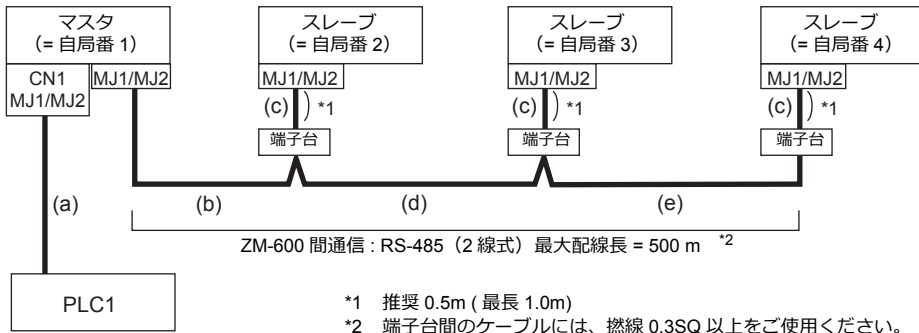 マスタ
(= 自局番 1)
スレーブ
(= 自局番 2)
スレーブ
(= 自局番 3)
スレーブ
(= 自局番 4)
CN1
MJ1/MJ2
MJ1/MJ2
MJ1/MJ2
MJ1/MJ2
MJ1/MJ2
(c)
*1
(c)
*1
(c)
*1
端子台
端子台
端子台
(a)
(b)
(d)
(e)
ZM-600 間通信 : RS-485（2 線式）最大配線長 = 500 m *2
PLC1
*1 推奨 0.5m ( 最長 1.0m)
*2 端子台間のケーブルには、撚線 0.3SQ 以上をご使用ください。